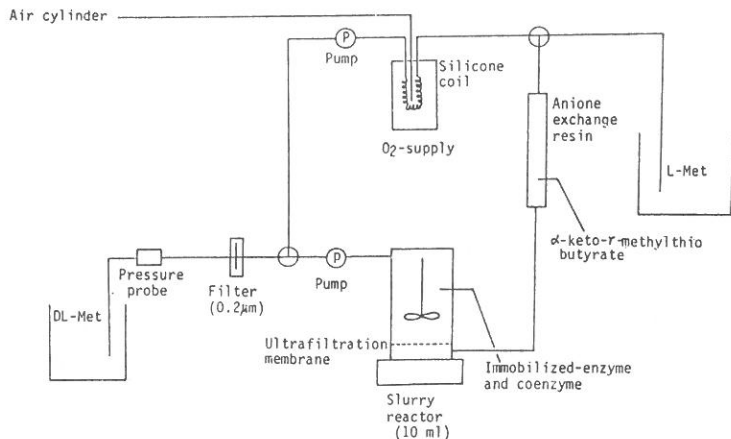 Air cylinder
P
Pump
Silicone
coil
O2-supply
Anione
exchange
resin
L-Met
α-keto-r-methylthio
butyrate
Pressure
probe
Filter
(0.2μm)
P
Pump
DL-Met
Ultrafiltration
membrane
Immobilized-enzyme
and coenzyme
Slurry
reactor
(10 ml)